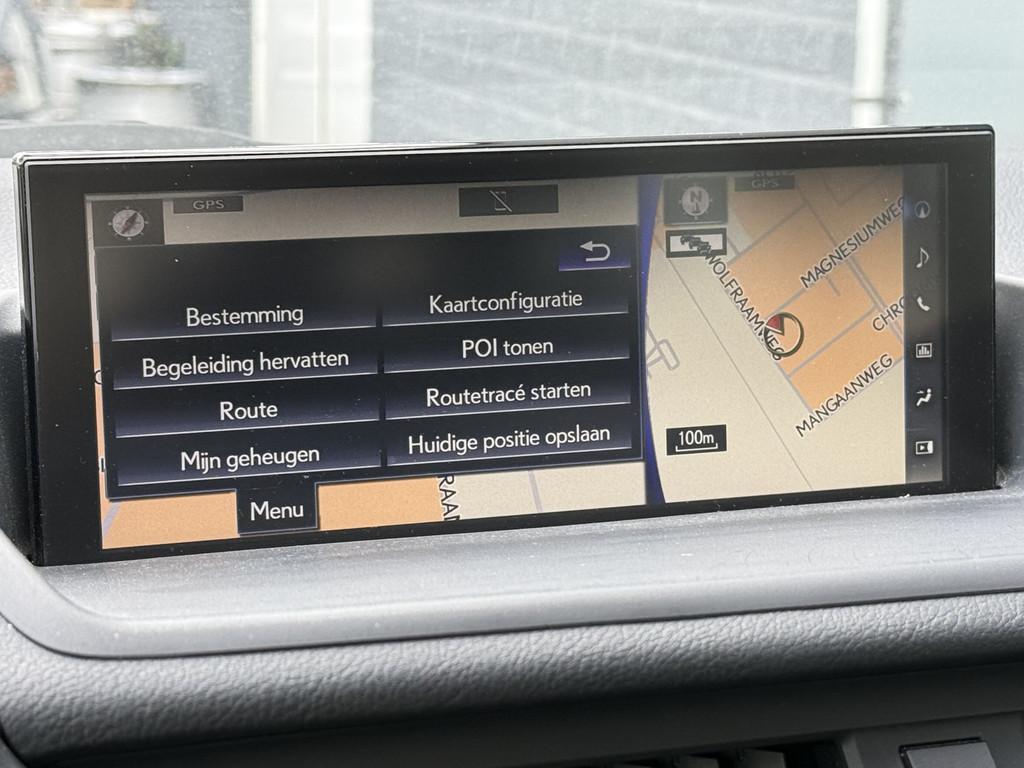 GPS
Bestemming
Begeleiding hervatten
Route
Mijn geheugen
Kaartconfiguratie
POI tonen
Routetracé starten
Huidige positie opslaan
Menu
N
GPS
WOLFRAAMWEG
MAGNESIUMWEG
MANGAANWEG
100m